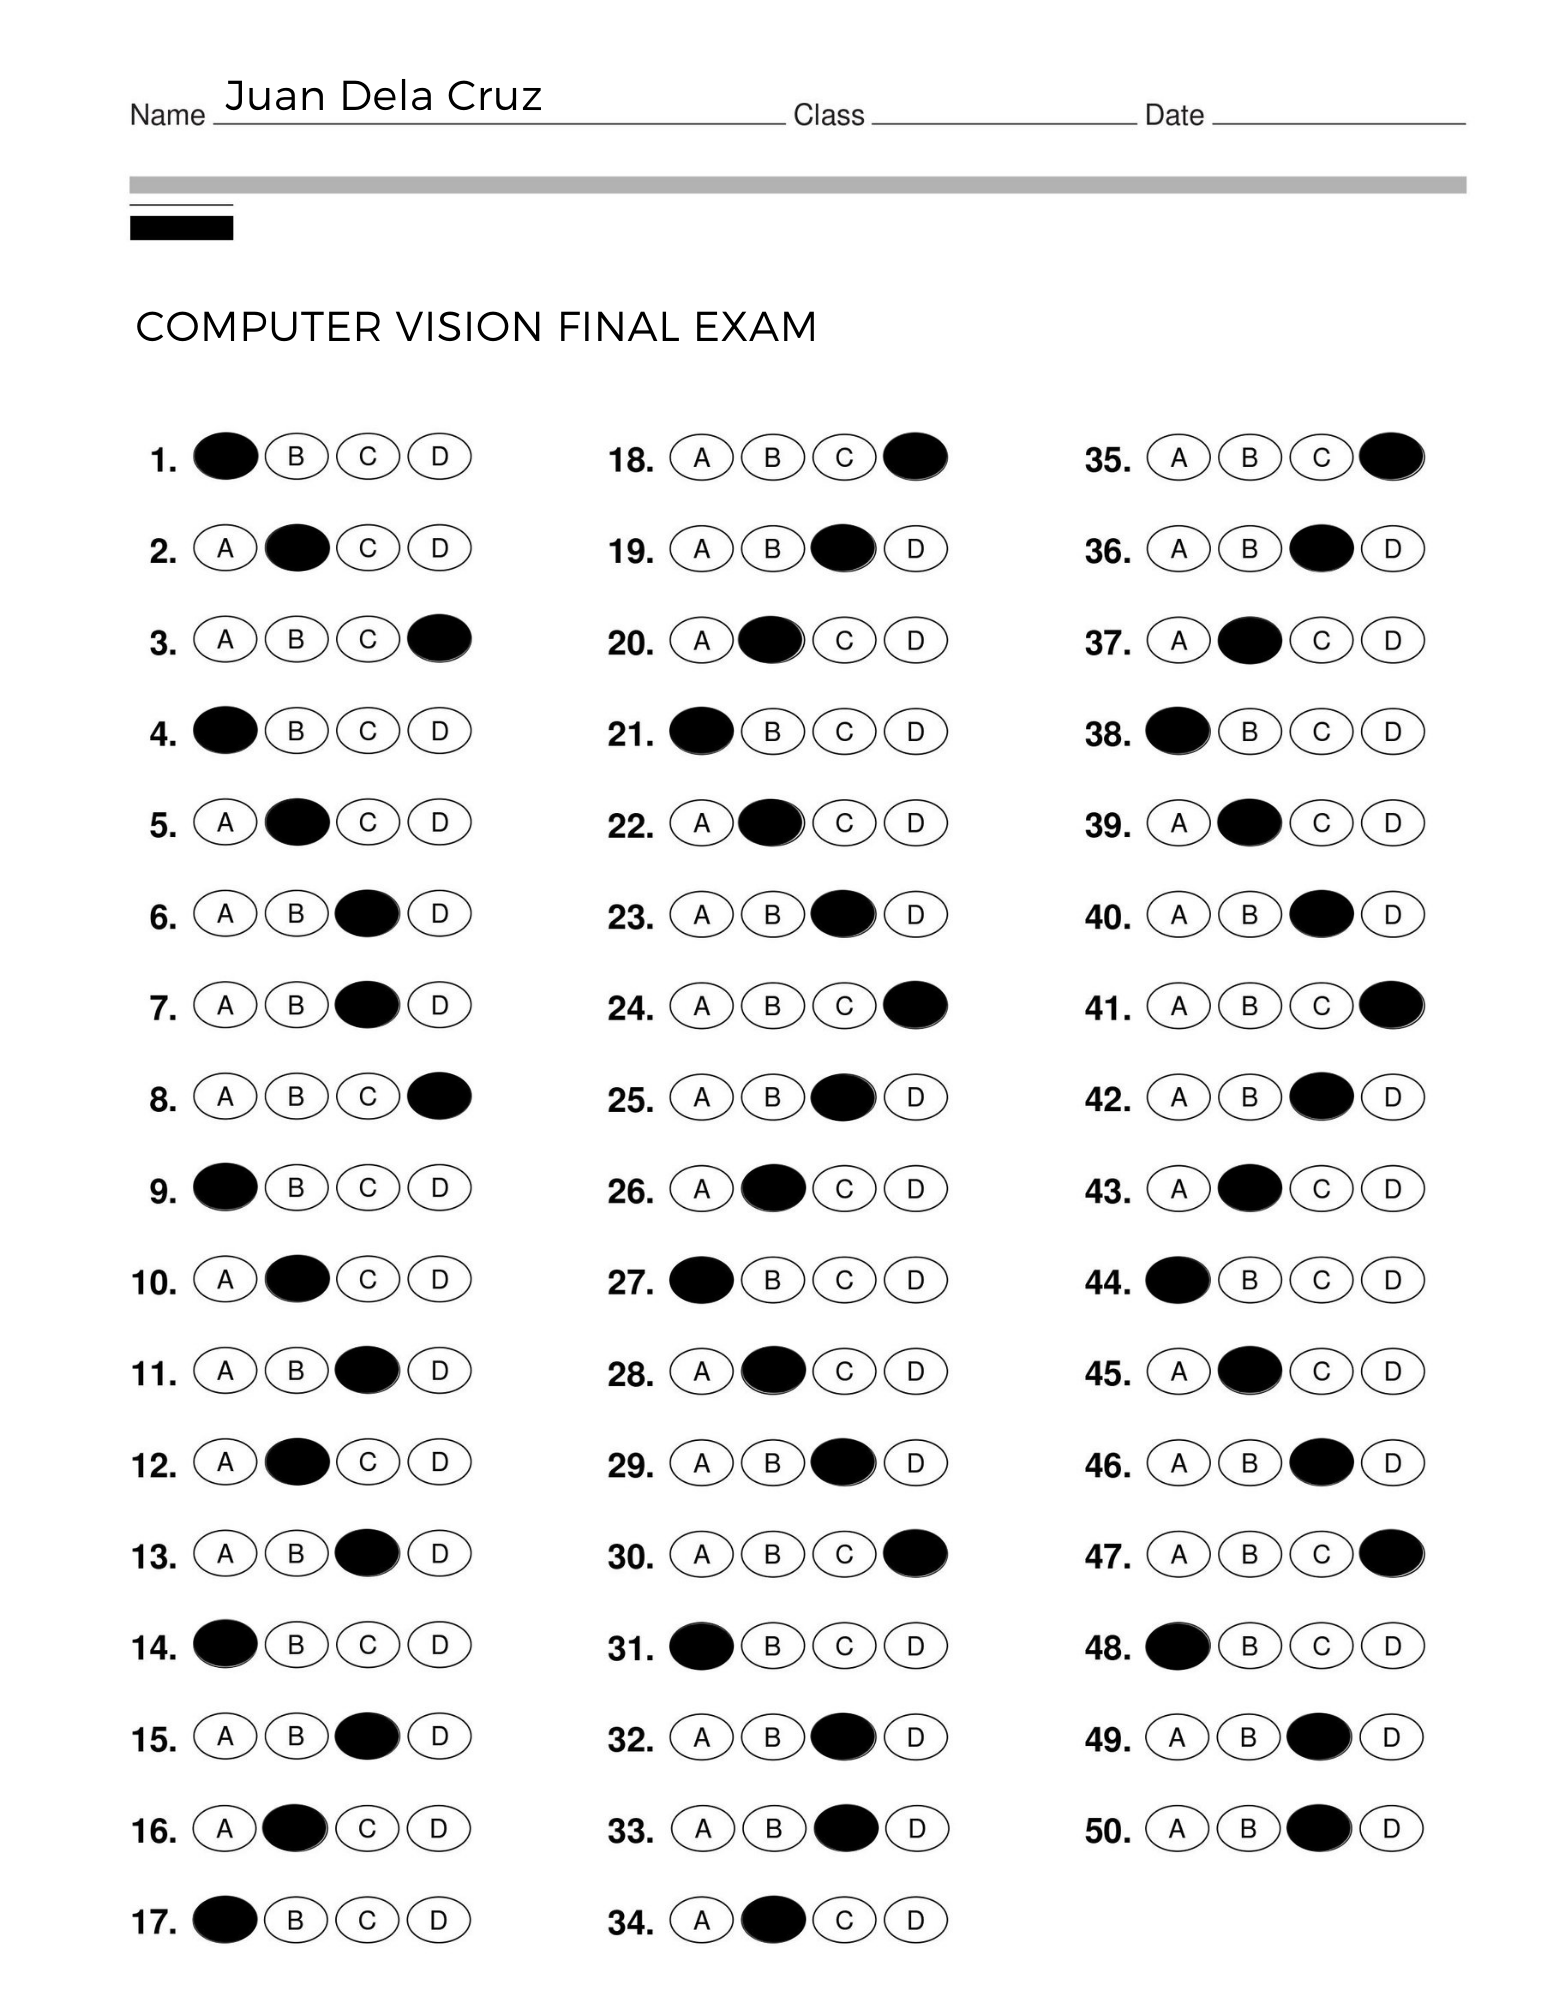 Juan Dela Cruz
Name Class Date
COMPUTER VISION FINAL EXAM
1. B C D
2. A C D
3. A B C
4. B C D
5. A C D
6. A B D
7. A B D
8. A B C
9. B C D
10. A C D
11. A B D
12. A C D
13. A B D
14. B C D
15. A B D
16. A C D
17. B C D
18. A B C
19. A B D
20. A C D
21. B C D
22. A C D
23. A B D
24. A B C
25. A B D
26. A C D
27. B C D
28. A C D
29. A B D
30. A B C
31. B C D
32. A B D
33. A B D
34. A C D
35. A B C
36. A B D
37. A C D
38. B C D
39. A C D
40. A B D
41. A B C
42. A B D
43. A C D
44. B C D
45. A C D
46. A B D
47. A B C
48. B C D
49. A B D
50. A B D